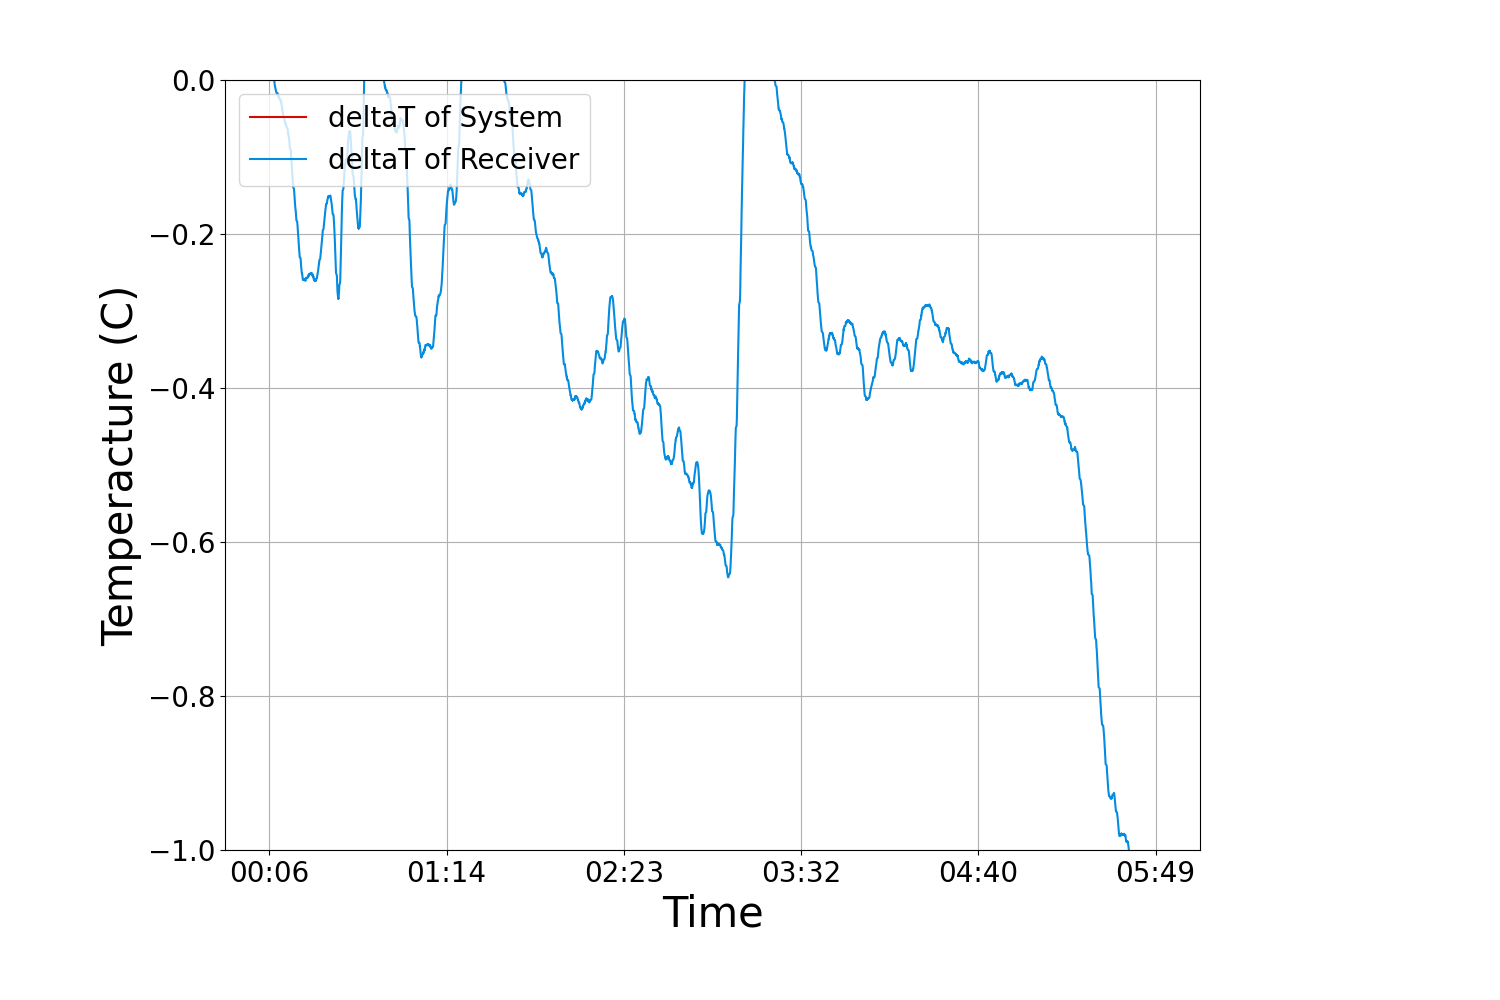 0.0
−0.2
−0.4
−0.6
−0.8
−1.0
Temperacture (C)
deltaT of System
deltaT of Receiver
00:06 01:14 02:23 03:32 04:40 05:49
Time